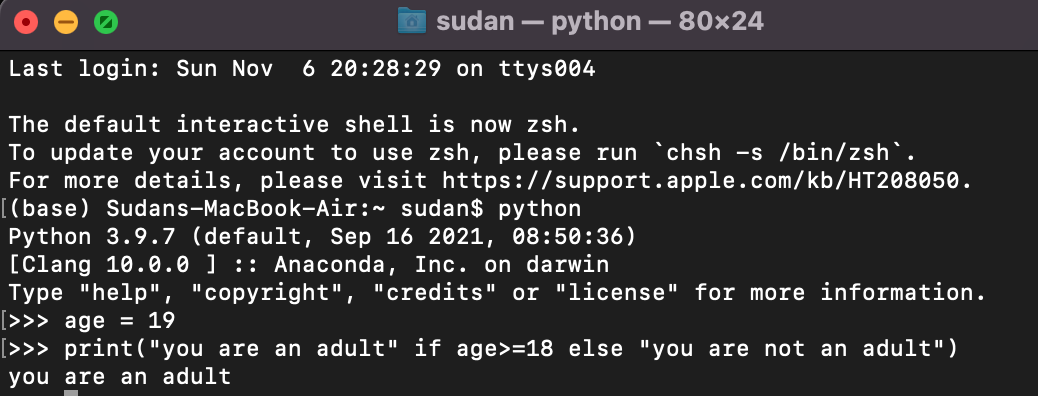 sudan — python — 80×24
Last login: Sun Nov  6 20:28:29 on ttys004
The default interactive shell is now zsh.
To update your account to use zsh, please run `chsh -s /bin/zsh`.
For more details, please visit https://support.apple.com/kb/HT208050.
[(base) Sudans-MacBook-Air:~ sudan$ python
Python 3.9.7 (default, Sep 16 2021, 08:50:36)
[Clang 10.0.0 ] :: Anaconda, Inc. on darwin
Type "help", "copyright", "credits" or "license" for more information.
[>>> age = 19
[>>> print("you are an adult" if age>=18 else "you are not an adult")
you are an adult